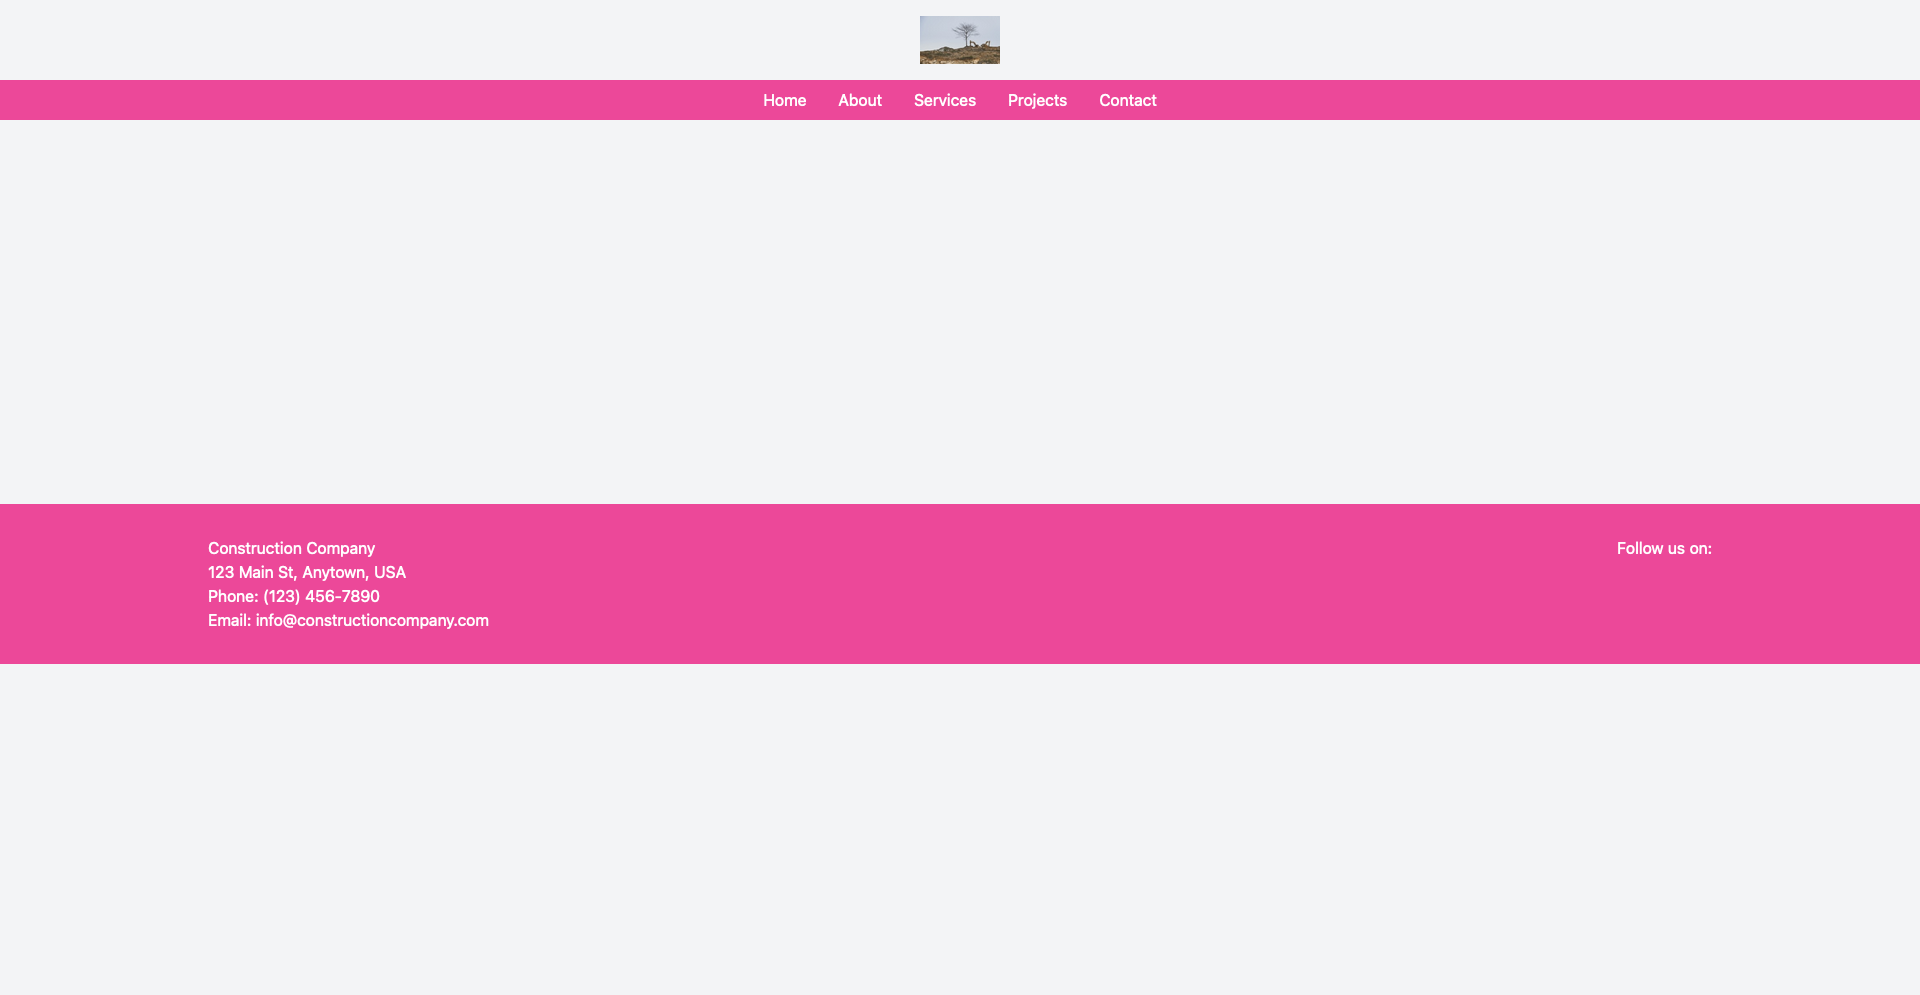 Home About Services Projects Contact
Construction Company
123 Main St, Anytown, USA
Phone: (123) 456-7890
Email: info@constructioncompany.com
Follow us on: